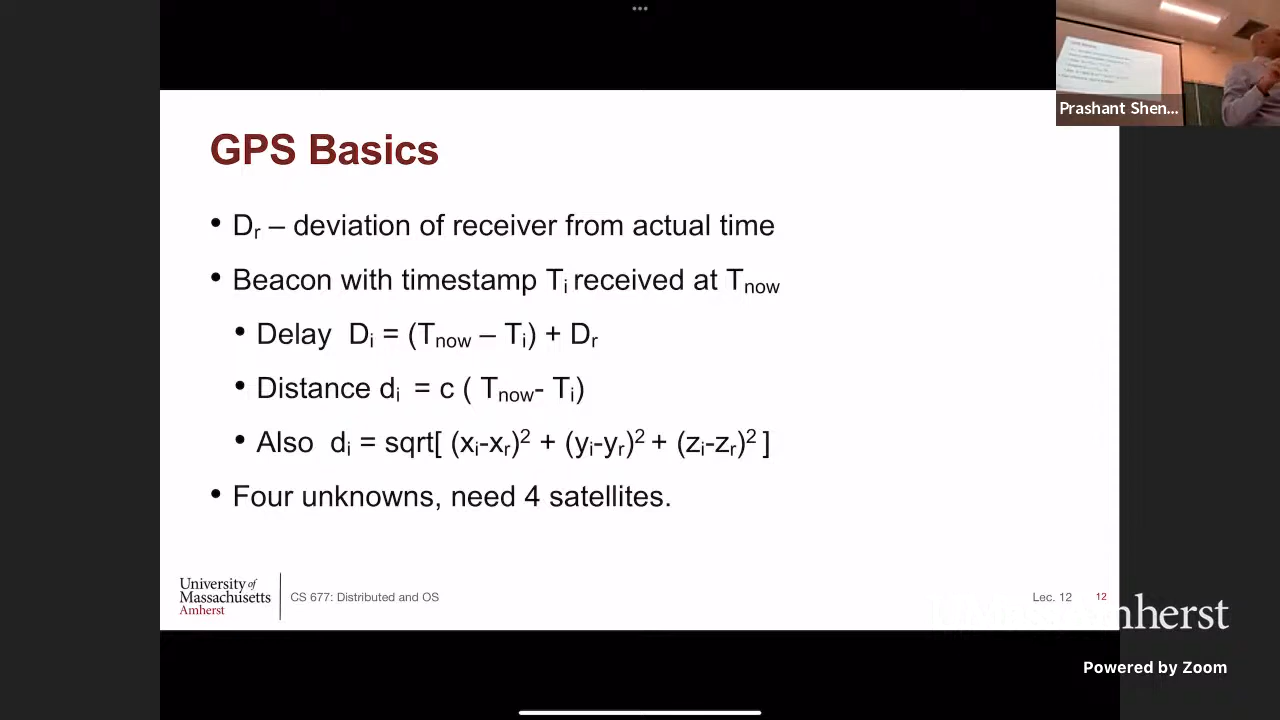 Prashant Shen...
GPS Basics
• Dr – deviation of receiver from actual time
• Beacon with timestamp Ti received at Tnow
• Delay Di = (Tnow – Ti) + Dr
• Distance di = c ( Tnow- Ti)
• Also di = sqrt[ (xi-xr)2 + (yi-yr)2 + (zi-zr)2 ]
• Four unknowns, need 4 satellites.
University of
Massachusetts
Amherst
CS 677: Distributed and OS
Lec. 12
12
UMassAmherst
Powered by Zoom